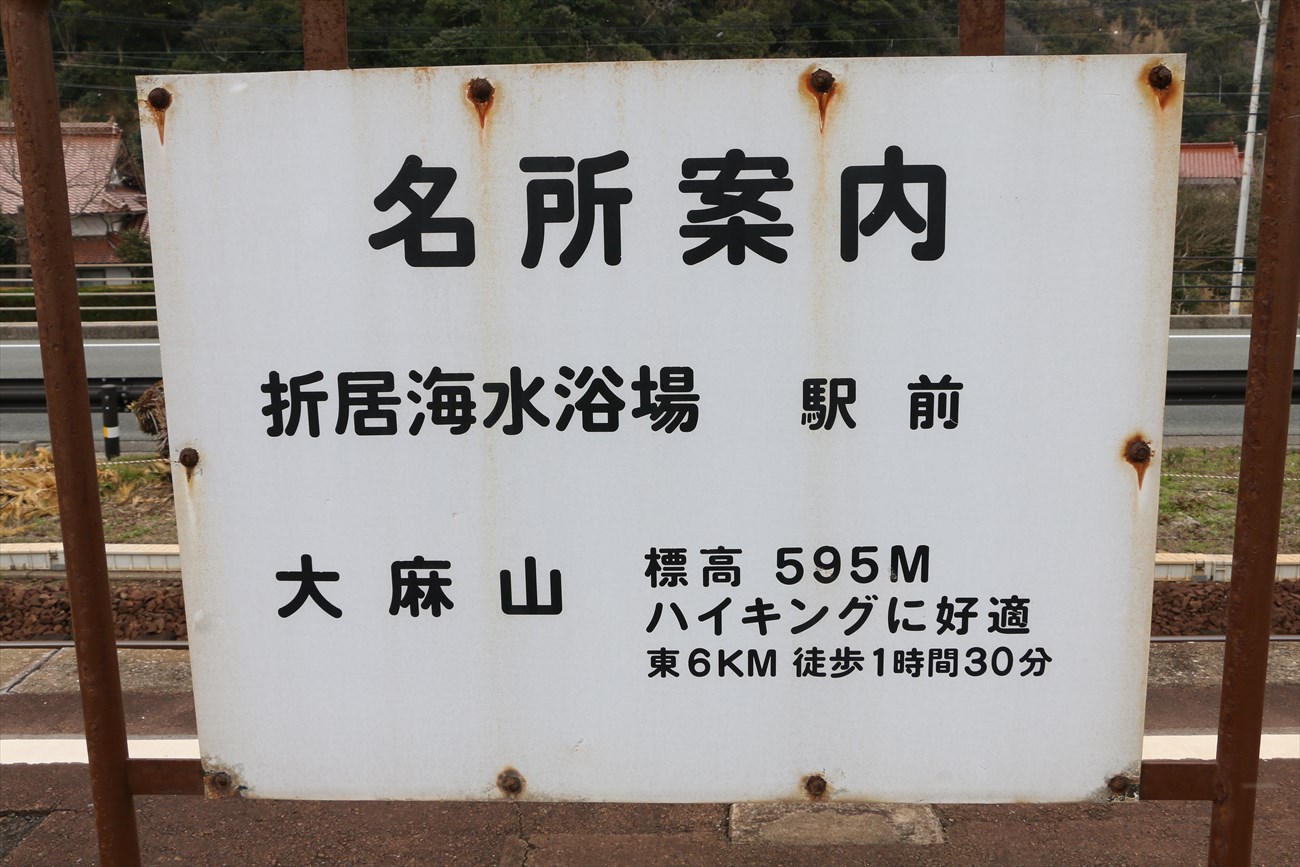 名所案内
折居海水浴場 駅前
大麻山 標高 595M
ハイキングに好適
東6KM 徒歩1時間30分